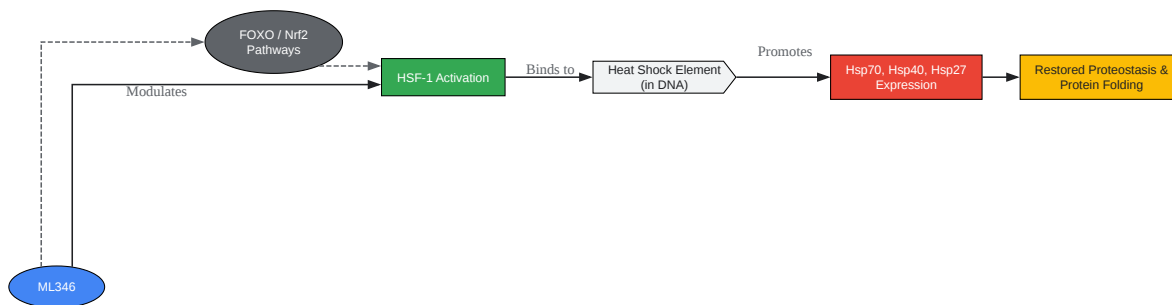 FOXO / Nrf2
Pathways
Modulates
HSF-1 Activation
Binds to
Heat Shock Element
(in DNA)
Promotes
Hsp70, Hsp40, Hsp27
Expression
Restored Proteostasis &
Protein Folding
ML346